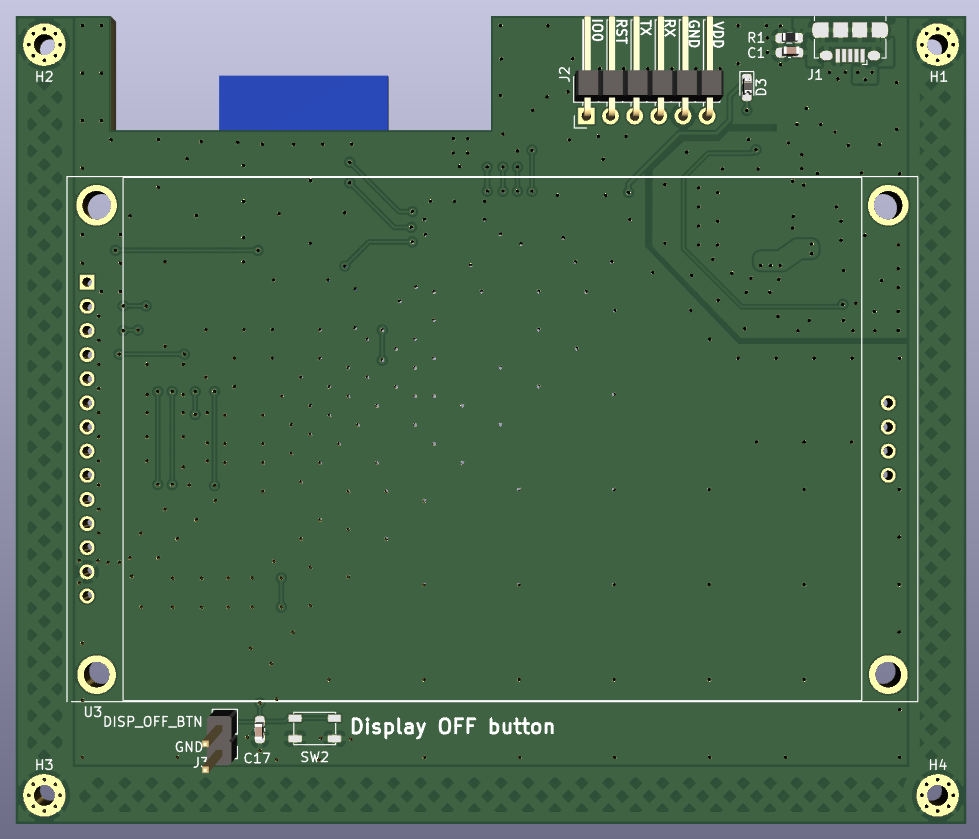 IO0
RST
TX
RX
GND
VDD
R1
C1
J1
H2
H1
J2
D3
U3
DISP_OFF_BTN
GND
J3
C17
SW2
Display OFF button
H3
H4